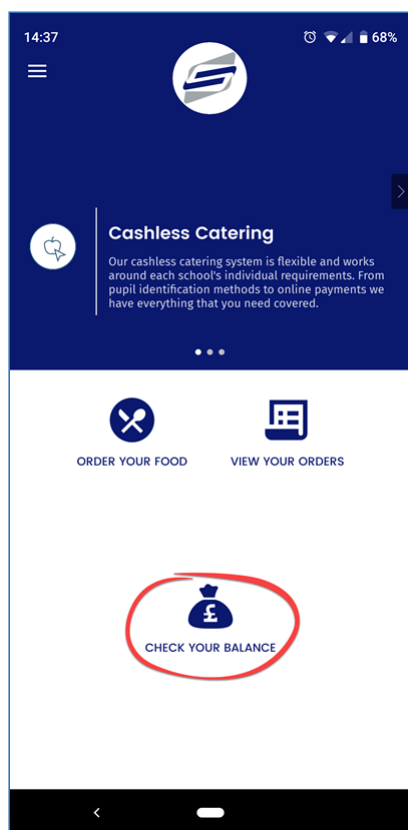 14:37
68%
Cashless Catering
Our cashless catering system is flexible and works
around each school's individual requirements. From
pupil identification methods to online payments we
have everything that you need covered.
ORDER YOUR FOOD
VIEW YOUR ORDERS
£
CHECK YOUR BALANCE